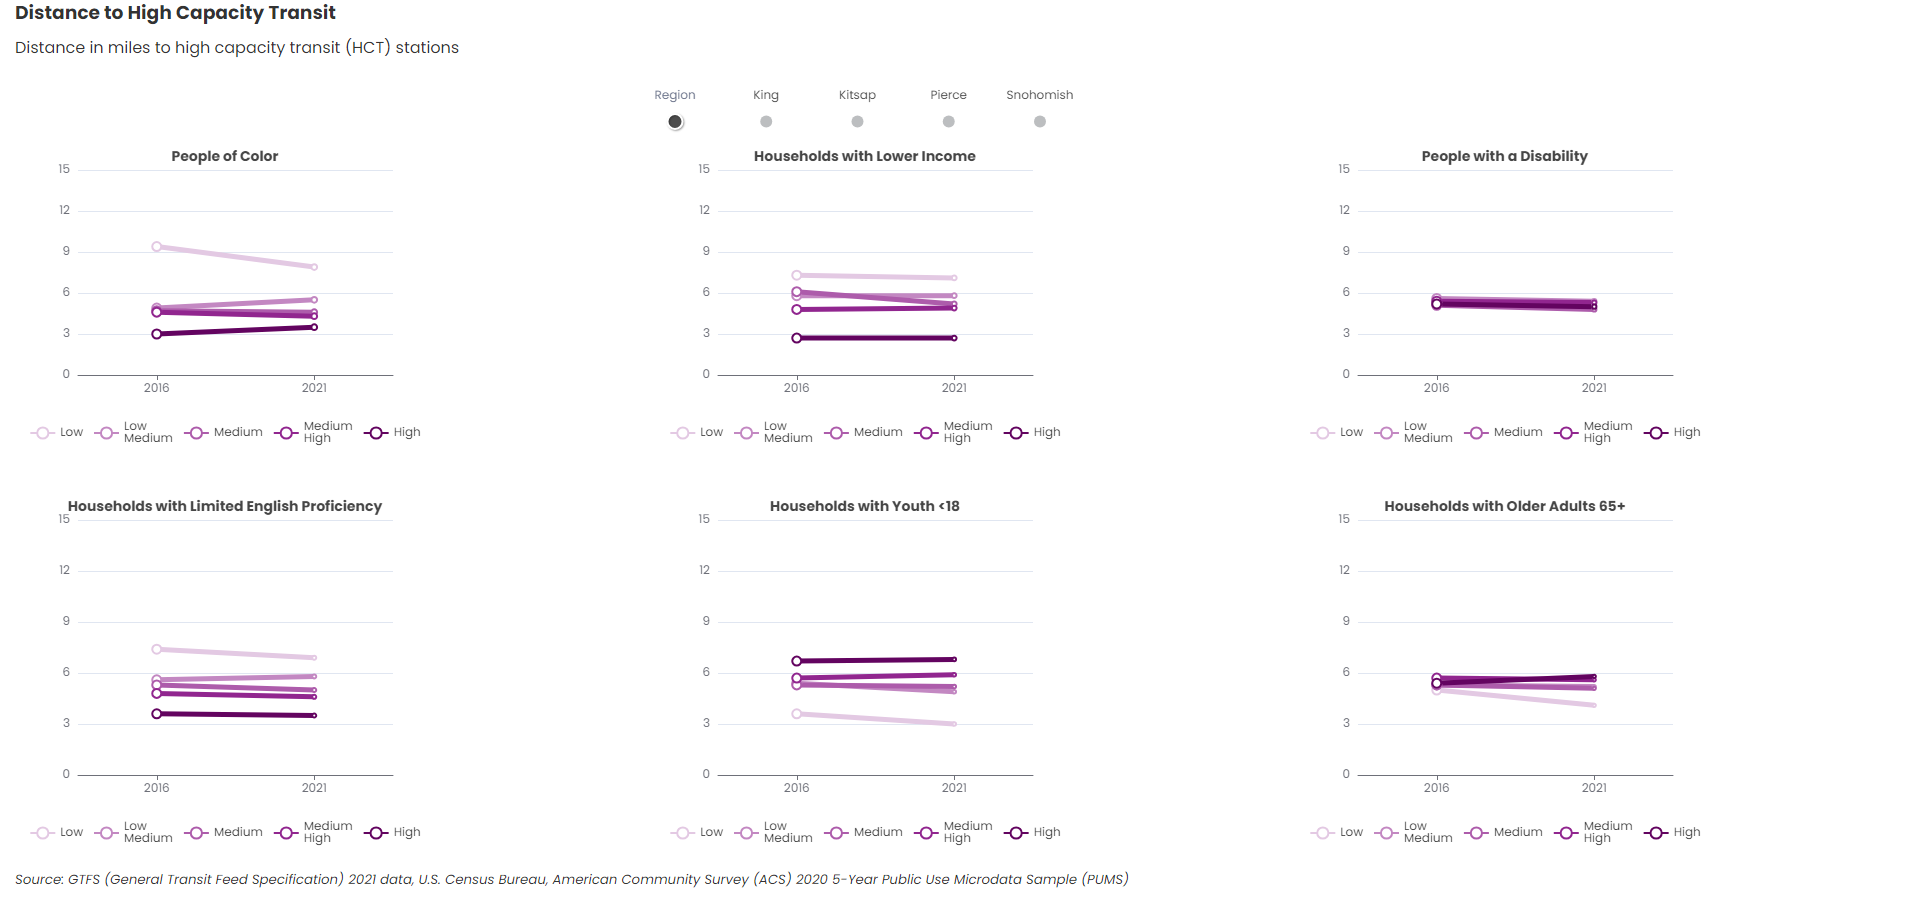 Distance to High Capacity Transit
Distance in miles to high capacity transit (HCT) stations
Region King Kitsap Pierce Snohomish
People of Color
15
12
9
6
3
0
2016 2021
Low Low Medium Medium Medium High High
Households with Lower Income
15
12
9
6
3
0
2016 2021
Low Low Medium Medium Medium High High
People with a Disability
15
12
9
6
3
0
2016 2021
Low Low Medium Medium Medium High High
Households with Limited English Proficiency
15
12
9
6
3
0
2016 2021
Low Low Medium Medium Medium High High
Households with Youth <18
15
12
9
6
3
0
2016 2021
Low Low Medium Medium Medium High High
Households with Older Adults 65+
15
12
9
6
3
0
2016 2021
Low Low Medium Medium Medium High High
Source: GTFS (General Transit Feed Specification) 2021 data, U.S. Census Bureau, American Community Survey (ACS) 2020 5-Year Public Use Microdata Sample (PUMS)